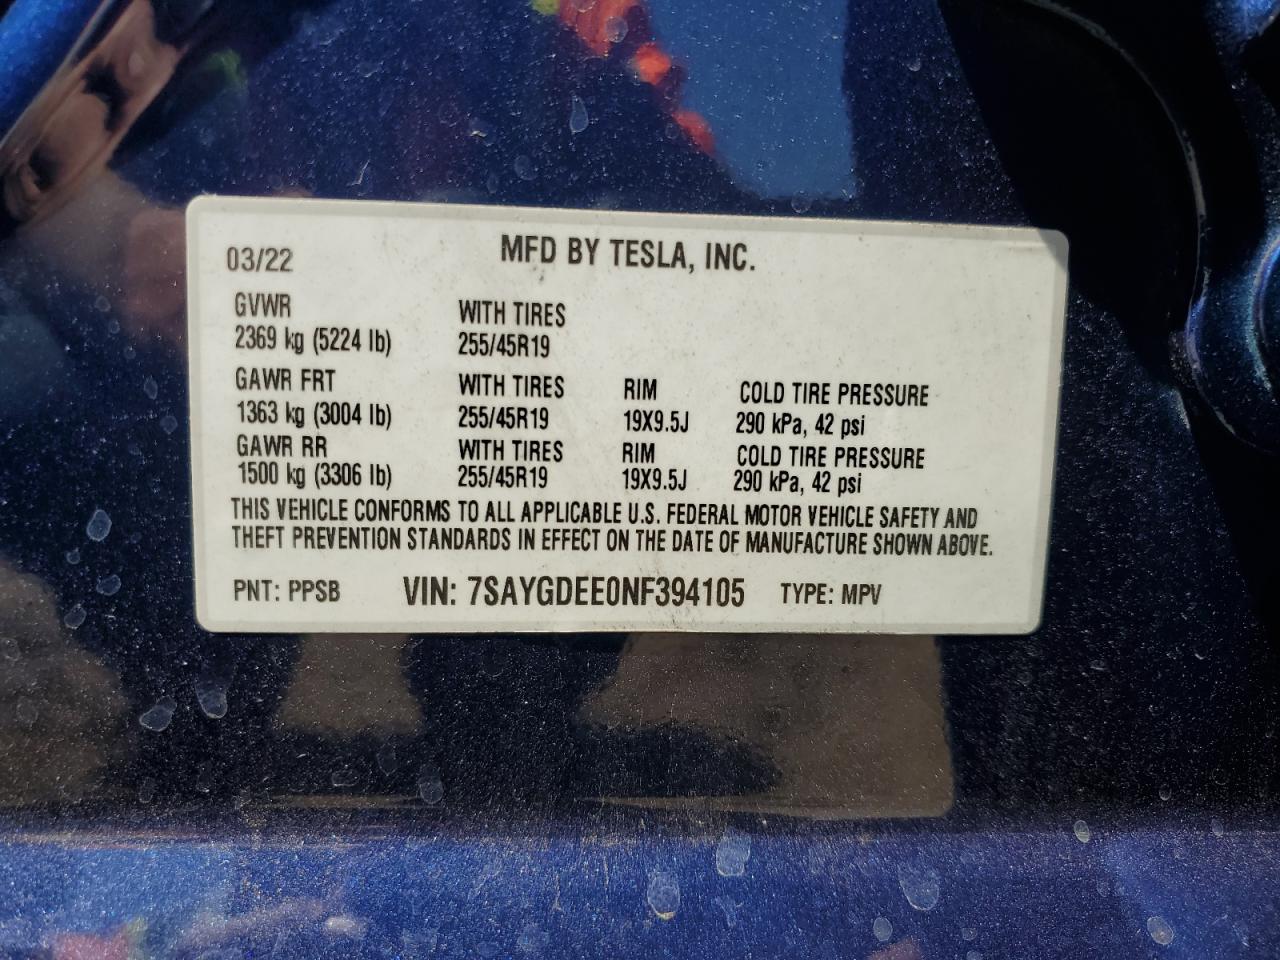 03/22 MFD BY TESLA, INC.
GVWR WITH TIRES
2369 kg (5224 lb) 255/45R19
GAWR FRT WITH TIRES RIM COLD TIRE PRESSURE
1363 kg (3004 lb) 255/45R19 19X9.5J 290 kPa, 42 psi
GAWR RR WITH TIRES RIM COLD TIRE PRESSURE
1500 kg (3306 lb) 255/45R19 19X9.5J 290 kPa, 42 psi
THIS VEHICLE CONFORMS TO ALL APPLICABLE U.S. FEDERAL MOTOR VEHICLE SAFETY AND
THEFT PREVENTION STANDARDS IN EFFECT ON THE DATE OF MANUFACTURE SHOWN ABOVE.
PNT: PPSB VIN: 7SAYGDEE0NF394105 TYPE: MPV